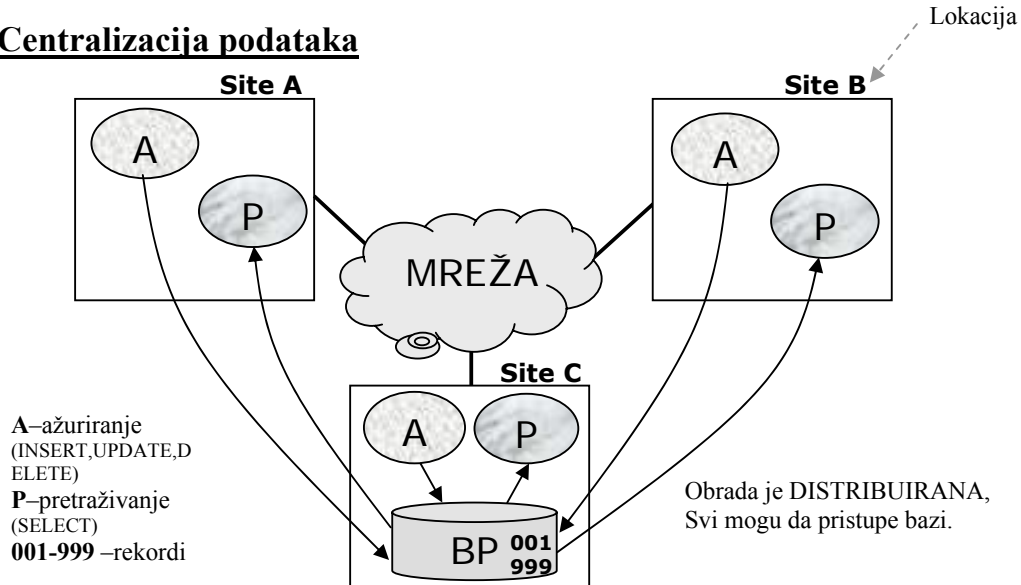 Lokacija
Centralizacija podataka
Site A
Site B
A
P
A
P
MREŽA
Site C
A
P
BP
001
999
A–ažuriranje
(INSERT,UPDATE,D
ELETE)
P–pretraživanje
(SELECT)
001-999 –rekordi
Obrada je DISTRIBUIRANA,
Svi mogu da pristupe bazi.